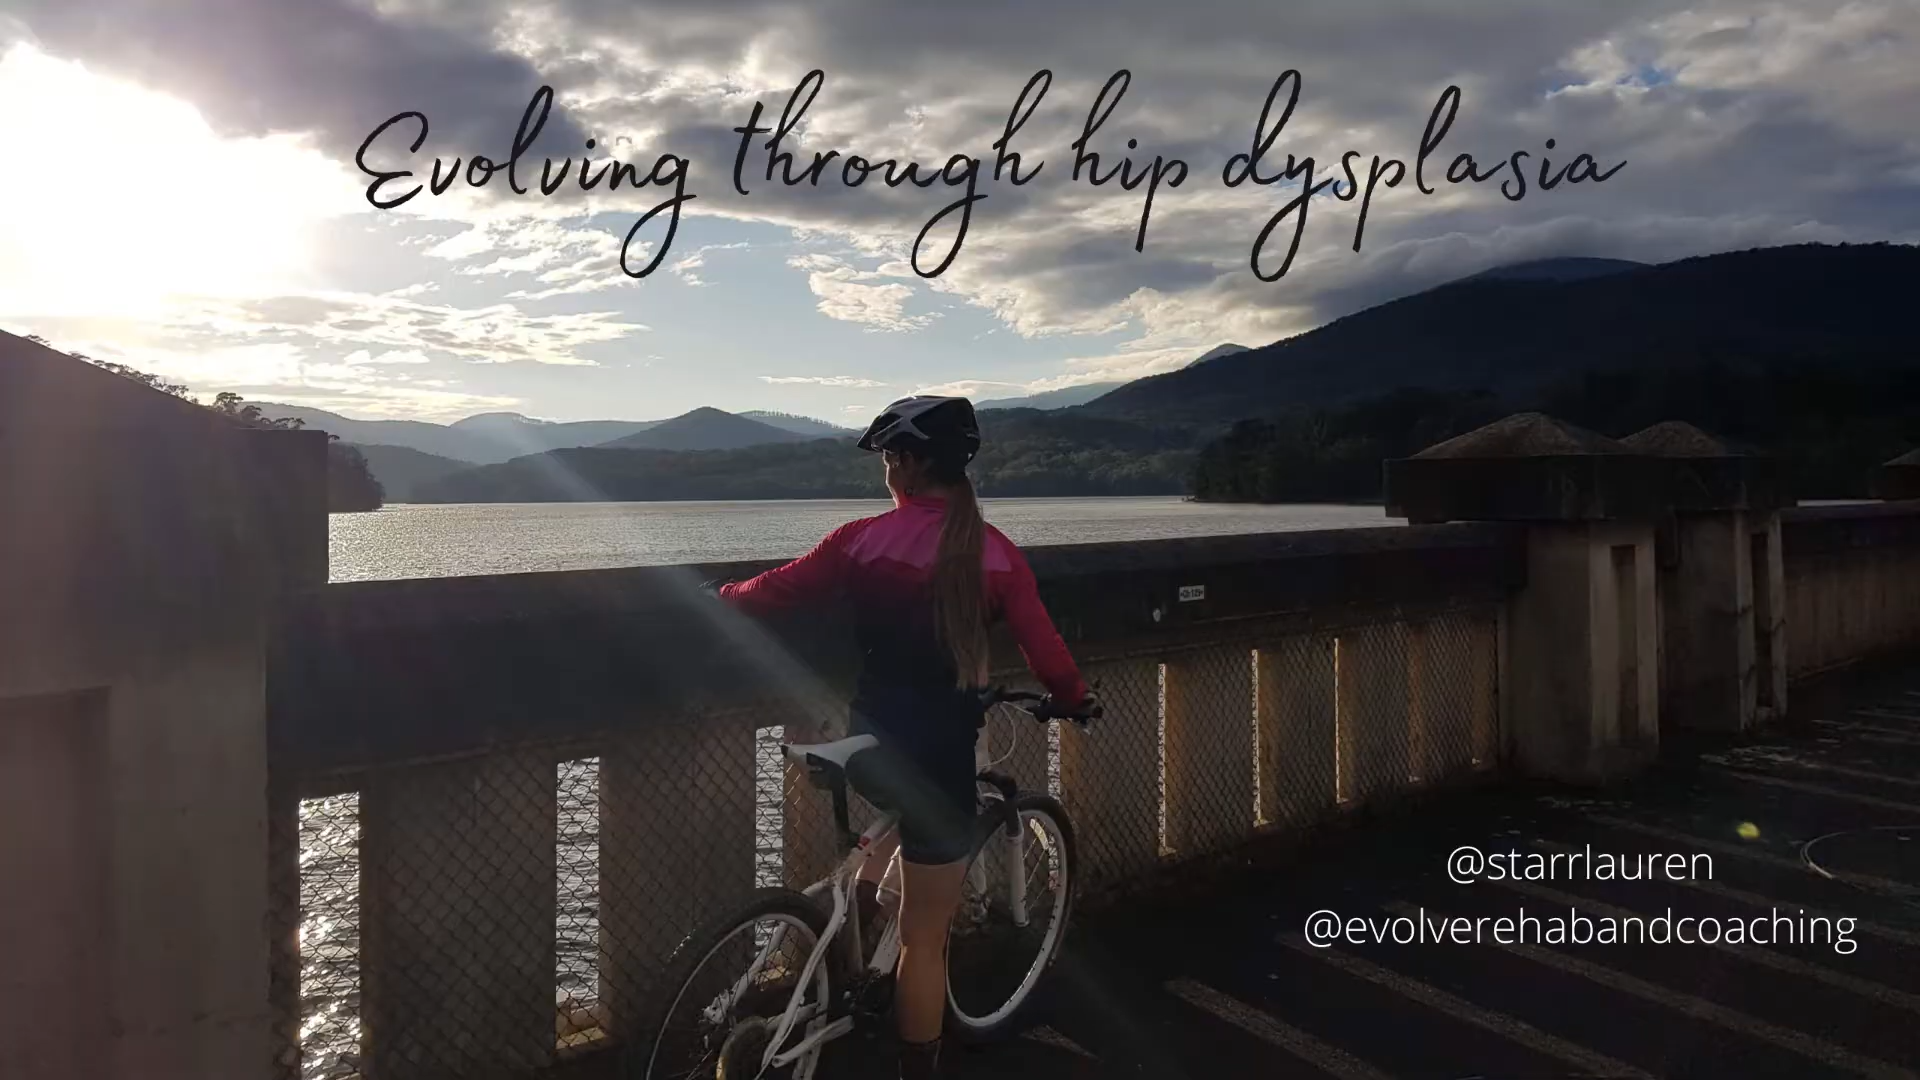 Evolving through hip dysplasia
@starrlauren
@evolverehabandcoaching